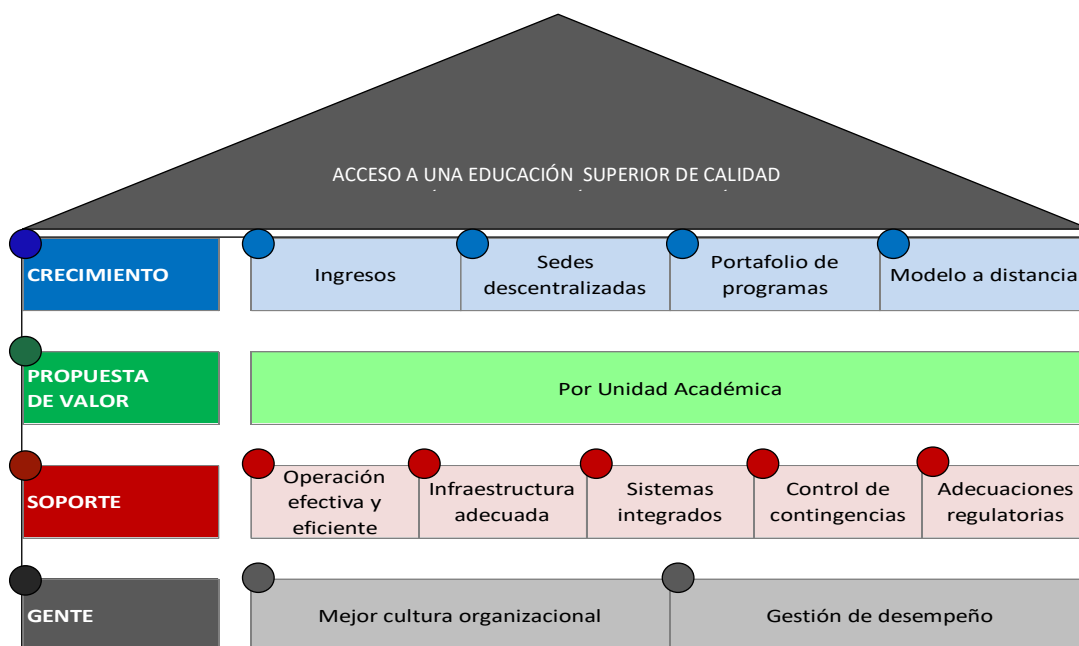 ACCESO A UNA EDUCACIÓN SUPERIOR DE CALIDAD
CRECIMIENTO
Ingresos
Sedes
descentralizadas
Portafolio de
programas
Modelo a distancia
PROPUESTA
DE VALOR
Por Unidad Académica
SOPORTE
Operación
efectiva y
eficiente
Infraestructura
adecuada
Sistemas
integrados
Control de
contingencias
Adecuaciones
regulatorias
GENTE
Mejor cultura organizacional
Gestión de desempeño